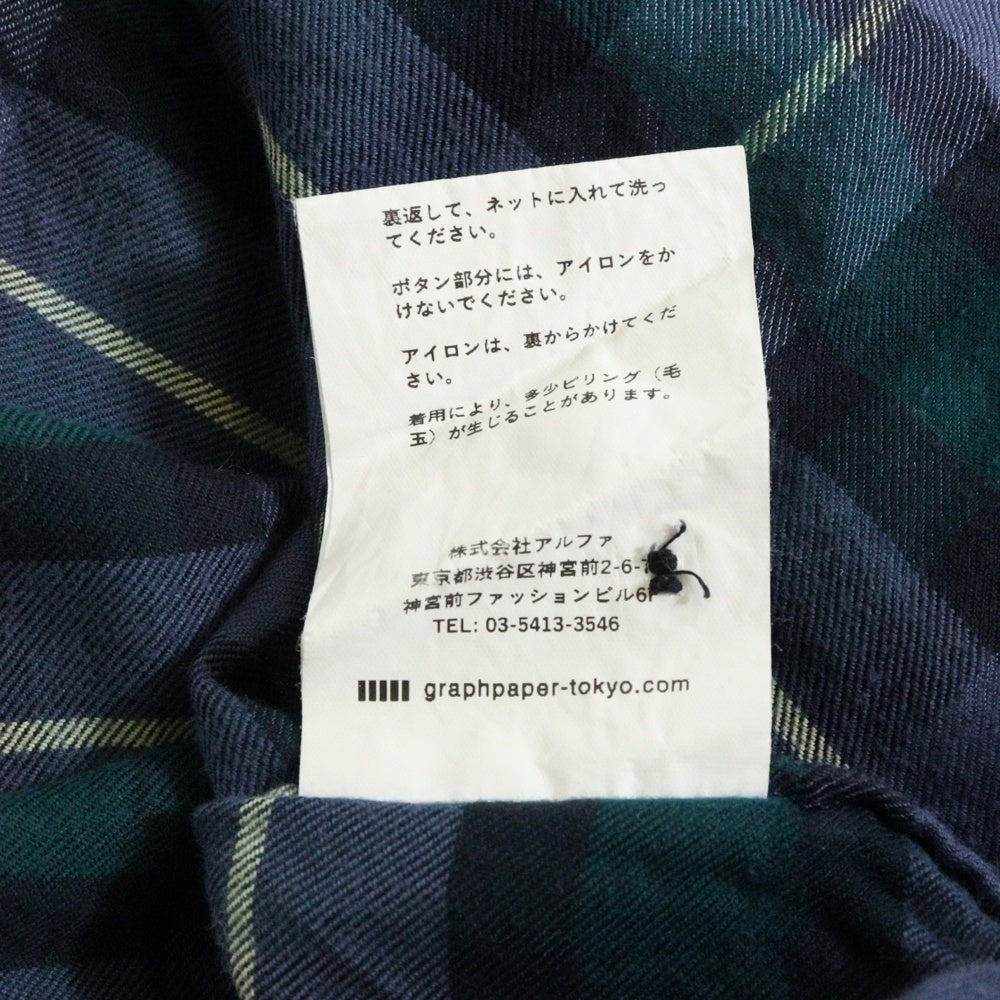 裏返して、ネットに入れて洗っ
てください。
ボタン部分には、アイロンをか
けないでください。
アイロンは、裏からかけてくだ
さい。
着用により、多少ピリング（毛
玉）が生じることがあります。
株式会社アルファ
東京都渋谷区神宮前2-6-7
神宮前ファッションビル6F
TEL: 03-5413-3546
graphpaper-tokyo.com